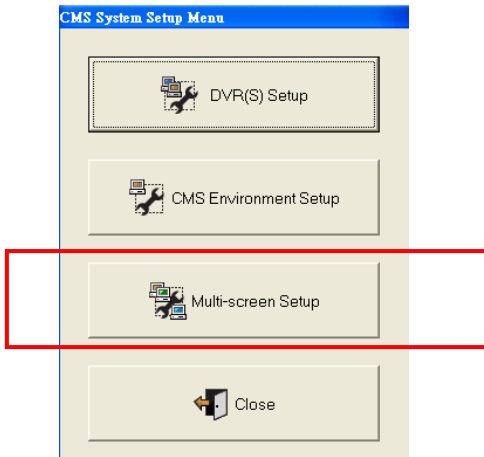 CMS System Setup Menu
DVR(S) Setup
CMS Environment Setup
Multi-screen Setup
Close